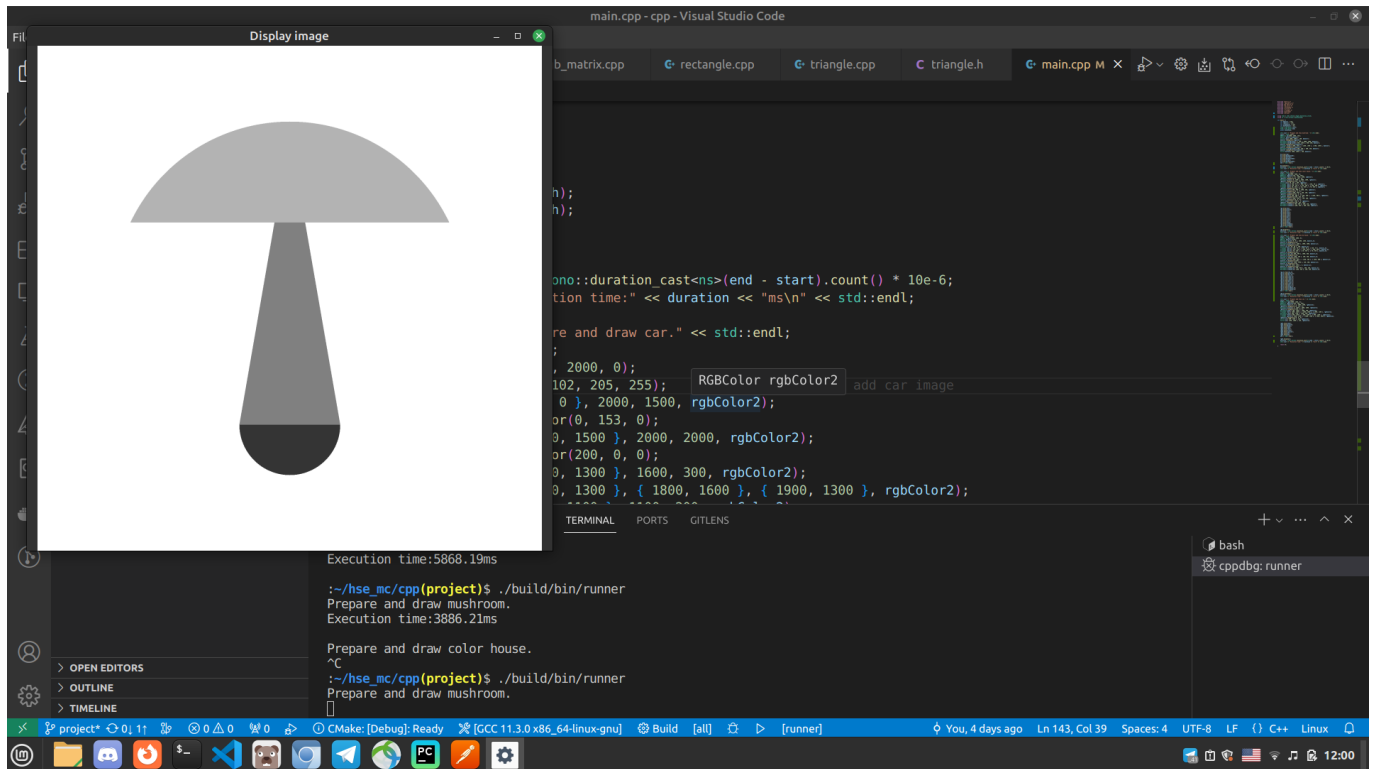 main.cpp - cpp - Visual Studio Code
Fil
Display image
b_matrix.cpp
rectangle.cpp
triangle.cpp
C triangle.h
main.cpp M
h);
h);
ono::duration_cast<ns>(end - start).count() * 10e-6;
tion time:" << duration << "ms\n" << std::endl;
re and draw car." << std::endl;
;
, 2000, 0);
102, 205, 255);
RGBColor rgbColor2
add car image
0 }, 2000, 1500, rgbColor2);
or(0, 153, 0);
0, 1500 }, 2000, 2000, rgbColor2);
or(200, 0, 0);
0, 1300 }, 1600, 300, rgbColor2);
0, 1300 }, { 1800, 1600 }, { 1900, 1300 }, rgbColor2);
TERMINAL PORTS GITLENS
bash
cppdbg: runner
Execution time:5868.19ms
:~/hse_mc/cpp(project)$ ./build/bin/runner
Prepare and draw mushroom.
Execution time:3886.21ms
Prepare and draw color house.
^C
:~/hse_mc/cpp(project)$ ./build/bin/runner
Prepare and draw mushroom.
> OPEN EDITORS
> OUTLINE
> TIMELINE
project* 0↓ 1↑ 0 0 0 CMake: [Debug]: Ready [GCC 11.3.0 x86_64-linux-gnu] Build [all] [runner] You, 4 days ago Ln 143, Col 39 Spaces: 4 UTF-8 LF {} C++ Linux
PC
12:00